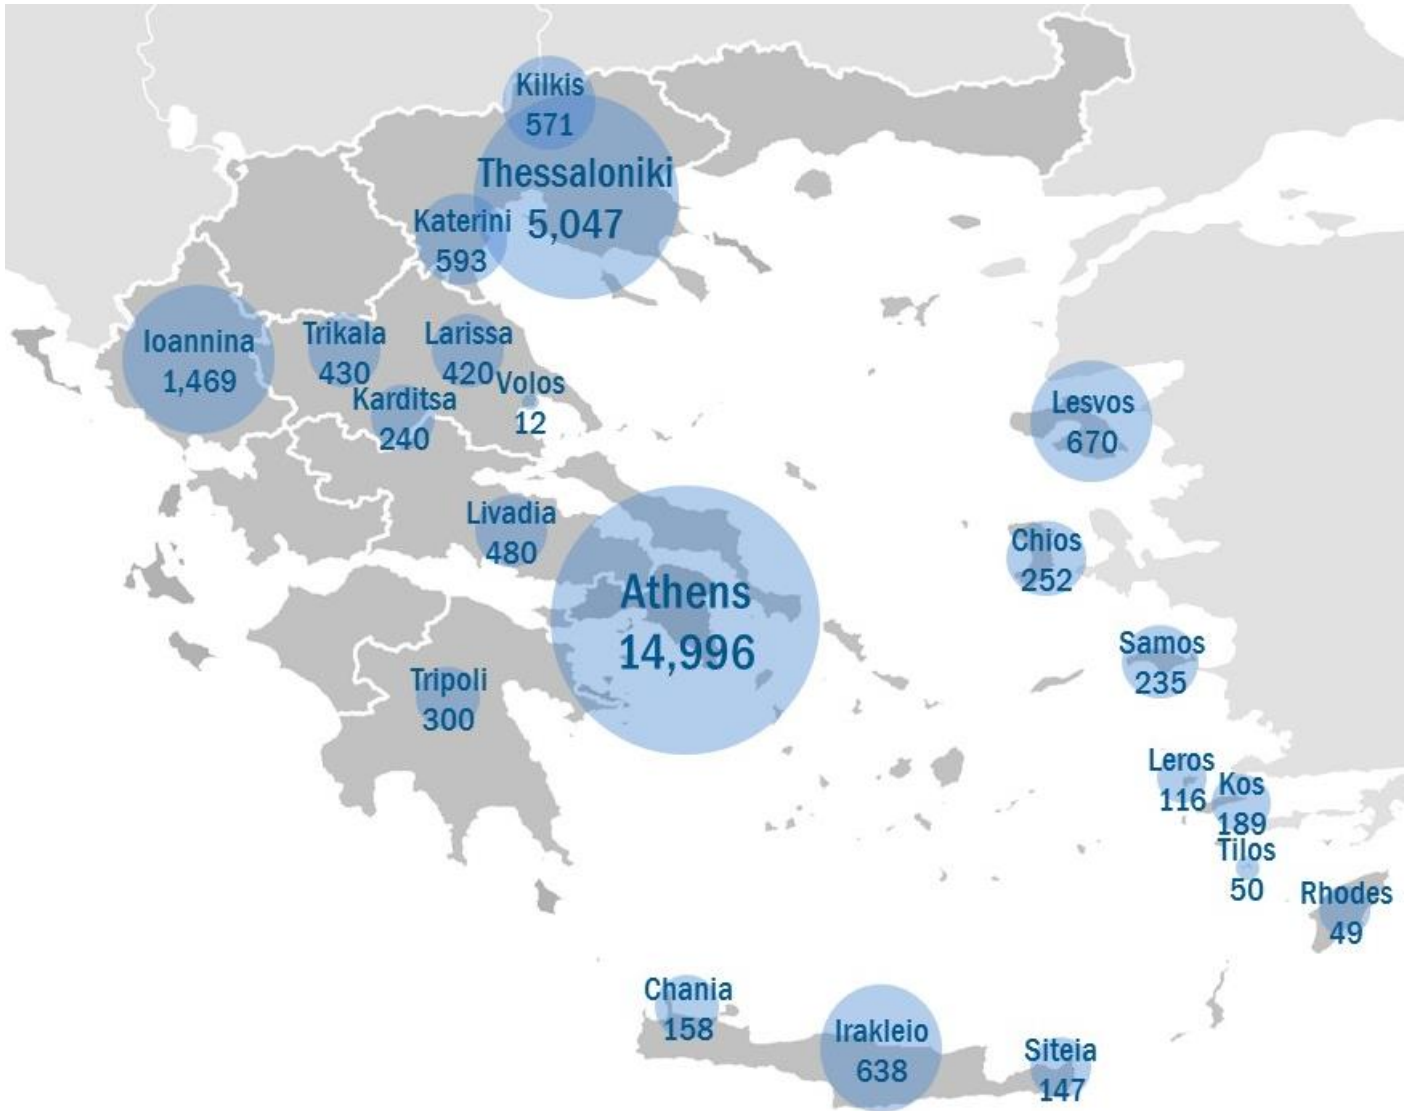 Kilkis
571
Thessaloniki
5,047
Katerini
593
Ioannina
1,469
Trikala
430
Larissa
420
Karditsa
240
Volos
12
Lesvos
670
Livadia
480
Athens
14,996
Chios
252
Samos
235
Tripoli
300
Leros
116
Kos
189
Tilos
50
Rhodes
49
Chania
158
Irakleio
638
Siteia
147